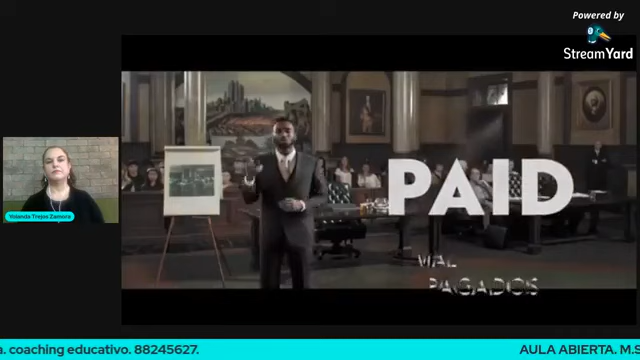 Powered by
StreamYard
PAID
MAL
PAGADOS
Yolanda Trejos Zamora
a. coaching educativo. 88245627.
AULA ABIERTA. M.S